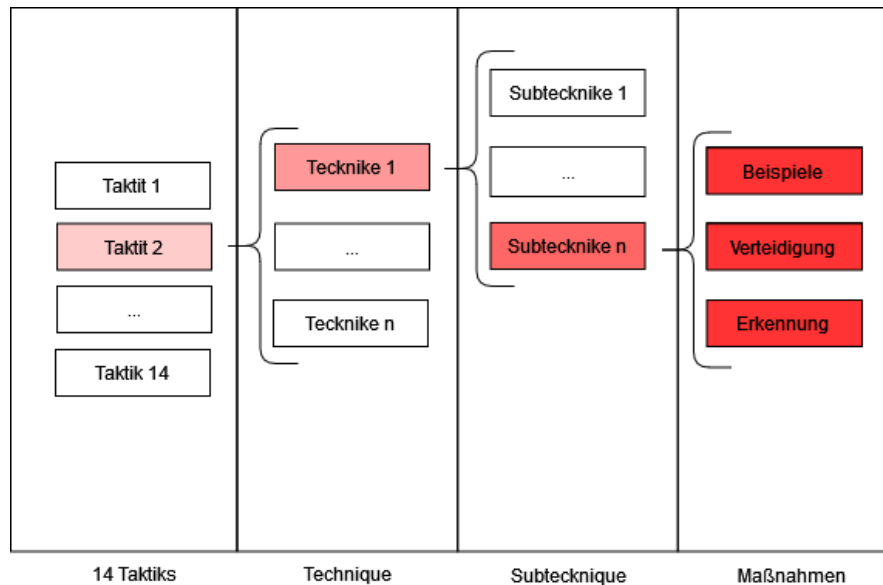 Taktit 1
Taktit 2
...
Taktik 14
Tecknike 1
...
Tecknike n
Subtecknike 1
...
Subtecknike n
Beispiele
Verteidigung
Erkennung
14 Taktiks
Technique
Subtecknique
Maßnahmen